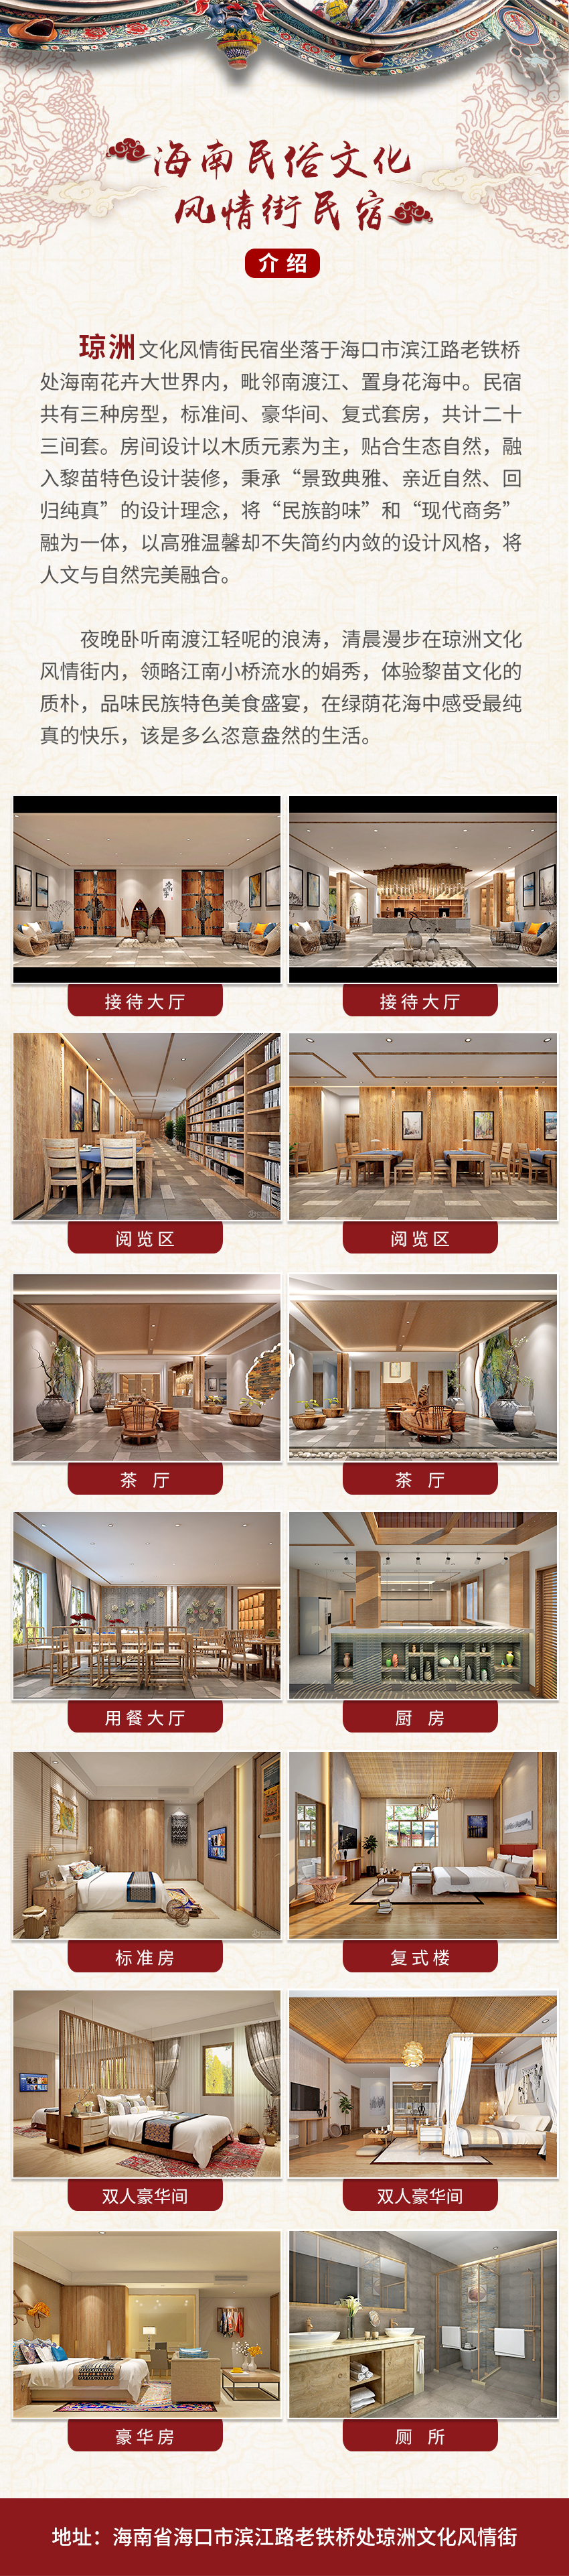 海南民俗文化
风情街民宿
介绍
琼洲文化风情街民宿坐落于海口市滨江路老铁桥
处海南花卉大世界内，毗邻南渡江、置身花海中。民宿
共有三种房型，标准间、豪华间、复式套房，共计二十
三间套。房间设计以木质元素为主，贴合生态自然，融
入黎苗特色设计装修，秉承“景致典雅、亲近自然、回
归纯真”的设计理念，将“民族韵味”和“现代商务”
融为一体，以高雅温馨却不失简约内敛的设计风格，将
人文与自然完美融合。
夜晚卧听南渡江轻呢的浪涛，清晨漫步在琼洲文化
风情街内，领略江南小桥流水的娟秀，体验黎苗文化的
质朴，品味民族特色美食盛宴，在绿荫花海中感受最纯
真的快乐，该是多么恣意盎然的生活。
接待大厅
接待大厅
阅览区
阅览区
茶 厅
茶 厅
用餐大厅
厨 房
标准房
复式楼
双人豪华间
双人豪华间
豪华房
厕 所
地址：海南省海口市滨江路老铁桥处琼洲文化风情街